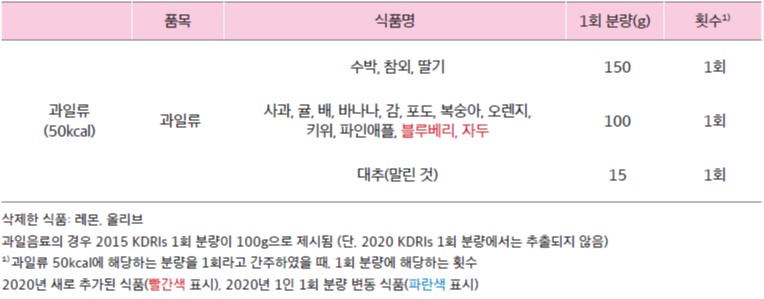 품목 식품명 1회 분량(g) 횟수1)
수박, 참외, 딸기 150 1회
과일류
(50kcal)
과일류
사과, 귤, 배, 바나나, 감, 포도, 복숭아, 오렌지,
키위, 파인애플, 블루베리, 자두
100 1회
대추(말린 것) 15 1회
삭제한 식품: 레몬, 올리브
과일음료의 경우 2015 KDRIs 1회 분량이 100g으로 제시됨 (단, 2020 KDRIs 1회 분량에서는 추출되지 않음)
1) 과일류 50kcal에 해당하는 분량을 1회라고 간주하였을 때, 1회 분량에 해당하는 횟수
2020년 새로 추가된 식품(빨간색 표시), 2020년 1인 1회 분량 변동 식품(파란색 표시)